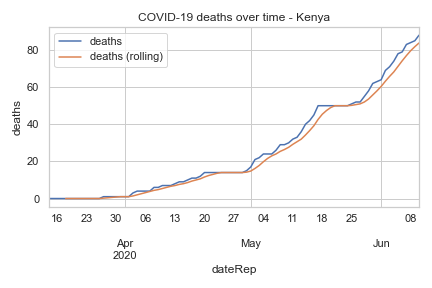 COVID-19 deaths over time - Kenya
deaths
deaths (rolling)
deaths
80
60
40
20
0
16 23 30 06 13 20 27 04 11 18 25 08
Apr May Jun
2020
dateRep